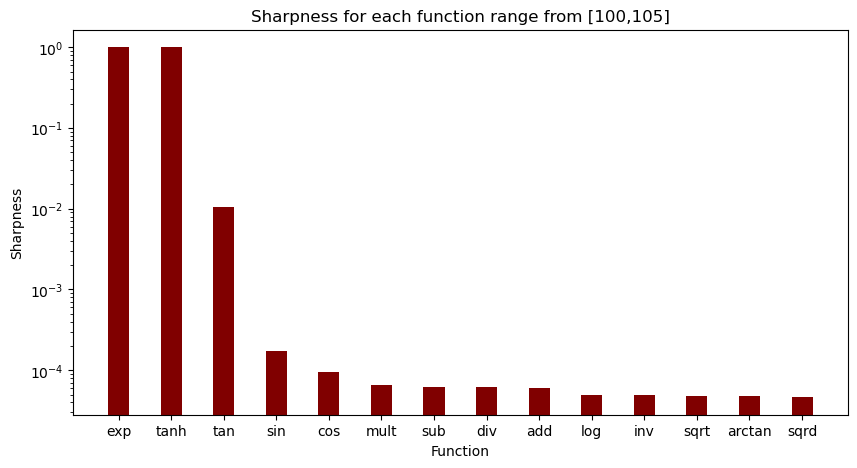 Sharpness for each function range from [100,105]
10^0
10^-1
10^-2
10^-3
10^-4
Sharpness
exp tanh tan sin cos mult sub div add log inv sqrt arctan sqrd
Function